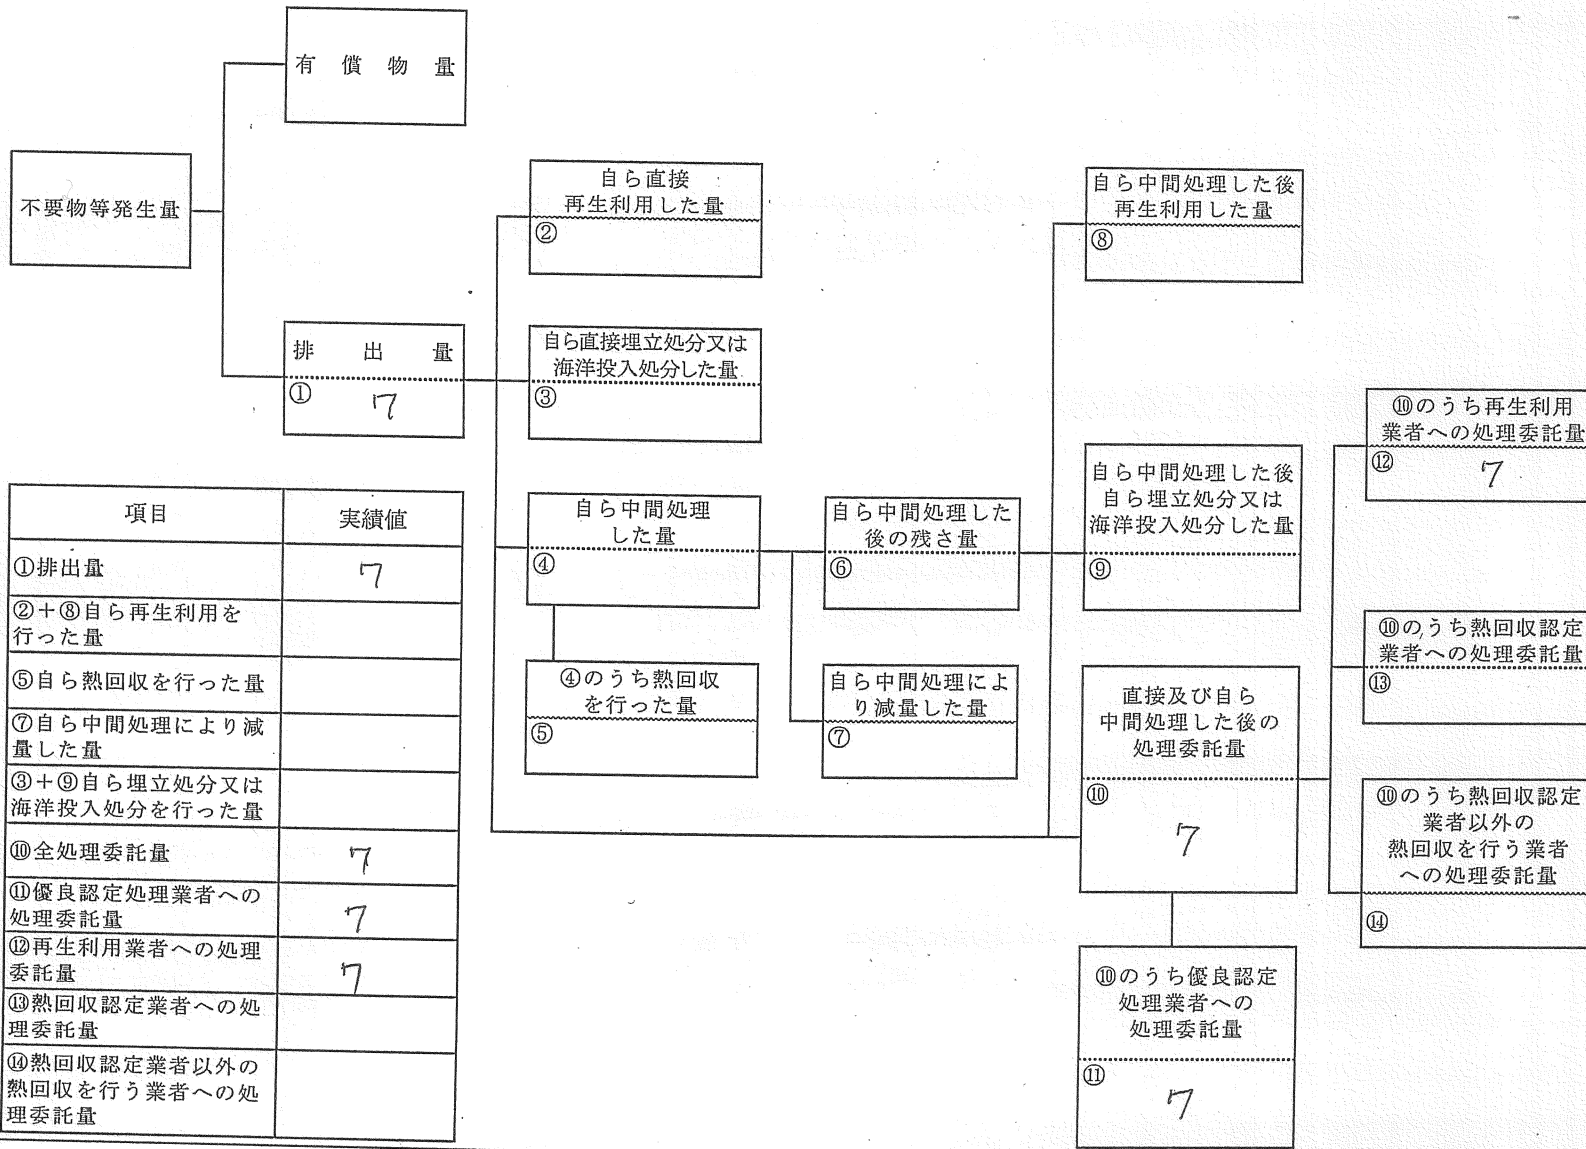 有償物量
不要物等発生量
排出量
①
7
自ら直接
再生利用した量
②
自ら直接埋立処分又は
海洋投入処分した量
③
自ら中間処理
した量
④
④のうち熱回収
を行った量
⑤
自ら中間処理した
後の残さ量
⑥
自ら中間処理によ
り減量した量
⑦
自ら中間処理した後
再生利用した量
⑧
自ら中間処理した後
自ら埋立処分又は
海洋投入処分した量
⑨
直接及び自ら
中間処理した後の
処理委託量
⑩
7
⑩のうち優良認定
処理業者への
処理委託量
⑪
7
⑩のうち再生利用
業者への処理委託量
⑫
7
⑩のうち熱回収認定
業者への処理委託量
⑬
⑩のうち熱回収認定
業者以外の
熱回収を行う業者
への処理委託量
⑭
項目 実績値
①排出量 7
②+⑧自ら再生利用を
行った量
⑤自ら熱回収を行った量
⑦自ら中間処理により減
量した量
③+⑨自ら埋立処分又は
海洋投入処分を行った量
⑩全処理委託量 7
⑪優良認定処理業者への
処理委託量 7
⑫再生利用業者への処理
委託量 7
⑬熱回収認定業者への処
理委託量
⑭熱回収認定業者以外の
熱回収を行う業者への処
理委託量